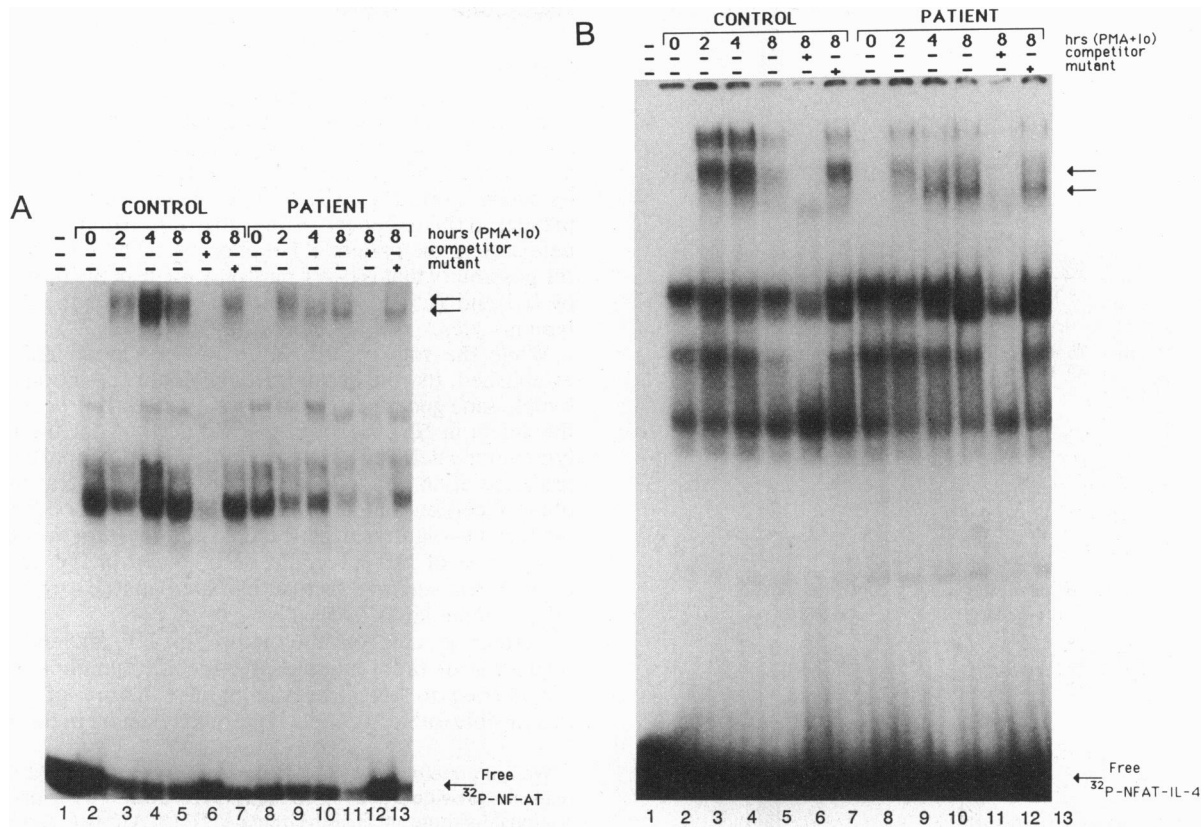 A
CONTROL PATIENT
- 0 2 4 8 8 8 0 2 4 8 8 8 hours (PMA+Io)
- - - - - + - - - - - + - competitor
- - - - - - + - - - - - + mutant
Free
32P-NF-AT
1 2 3 4 5 6 7 8 9 10 11 12 13
B
CONTROL PATIENT
- 0 2 4 8 8 8 0 2 4 8 8 8 hrs (PMA+Io)
- - - - - + - - - - - + - competitor
- - - - - - + - - - - - + mutant
Free
32P-NFAT-IL-4
1 2 3 4 5 6 7 8 9 10 11 12 13